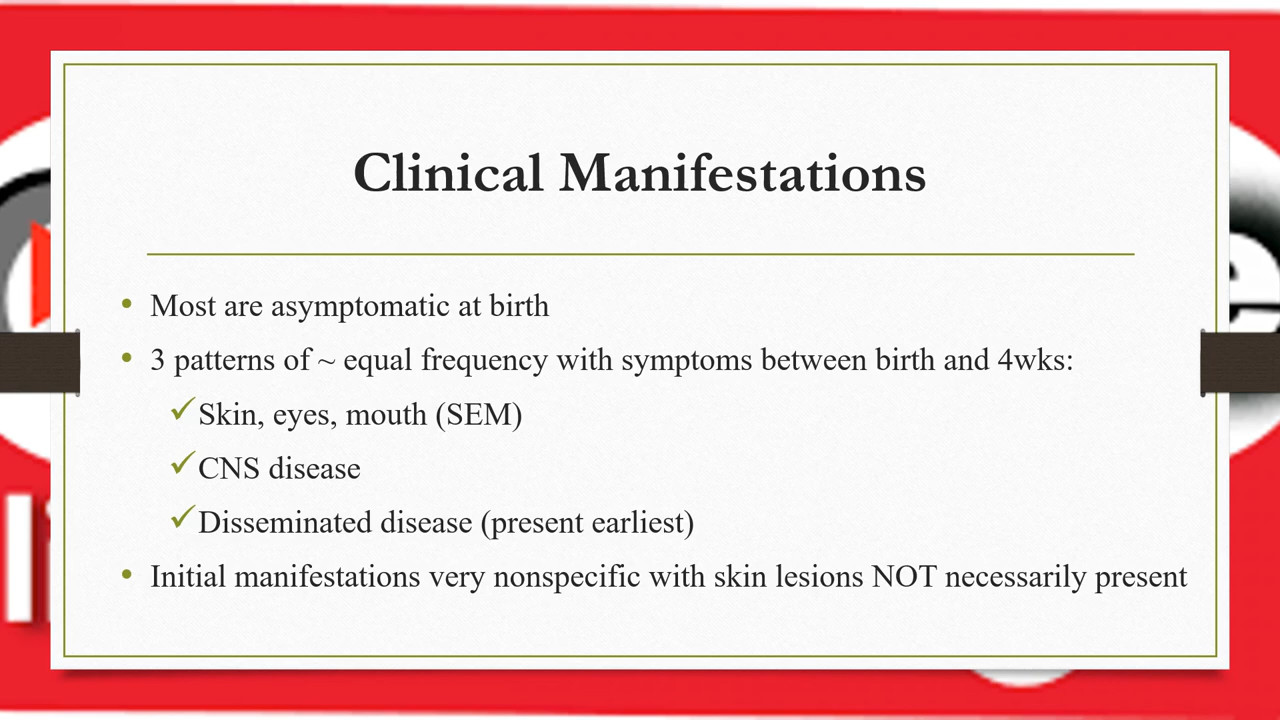 Clinical Manifestations
• Most are asymptomatic at birth
• 3 patterns of ~ equal frequency with symptoms between birth and 4wks:
✓Skin, eyes, mouth (SEM)
✓CNS disease
✓Disseminated disease (present earliest)
• Initial manifestations very nonspecific with skin lesions NOT necessarily present